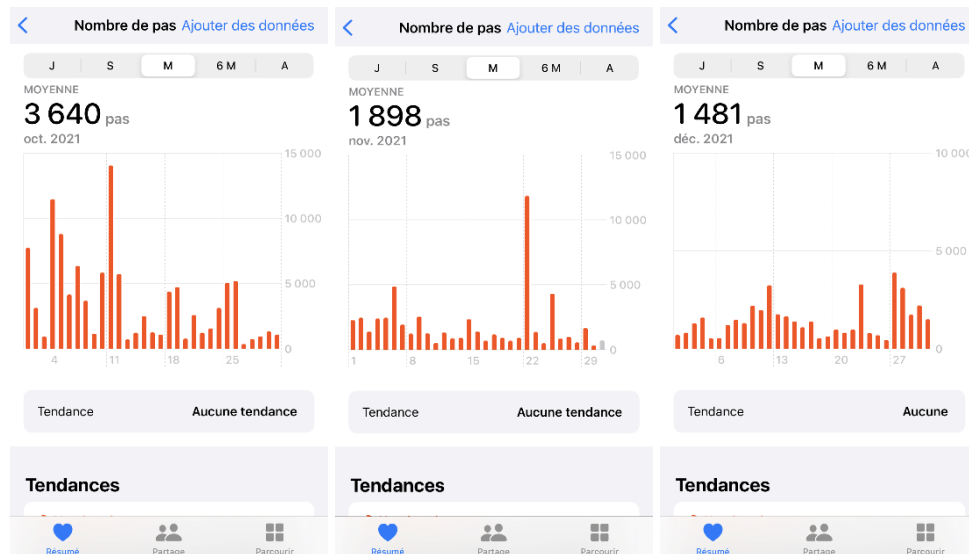 Nombre de pas Ajouter des données
J S M 6 M A
MOYENNE
3 640 pas
oct. 2021
15 000
10 000
5 000
0
4 11 18 25
Tendance Aucune tendance
Tendances
Résumé Partage Parcourir
Nombre de pas Ajouter des données
J S M 6 M A
MOYENNE
1 898 pas
nov. 2021
15 000
10 000
5 000
0
1 8 15 22 29
Tendance Aucune tendance
Tendances
Résumé Partage Parcourir
Nombre de pas Ajouter des données
J S M 6 M A
MOYENNE
1 481 pas
déc. 2021
10 000
5 000
0
6 13 20 27
Tendance Aucune
Tendances
Résumé Partage Parcourir